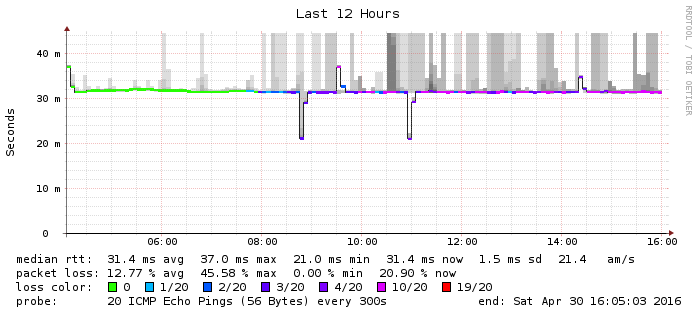 Last 12 Hours
RRDTOOL / TOBI OETIKER
Seconds
40 m
30 m
20 m
10 m
0
06:00 08:00 10:00 12:00 14:00 16:00
median rtt: 31.4 ms avg 37.0 ms max 21.0 ms min 31.4 ms now 1.5 ms sd 21.4 am/s
packet loss: 12.77 % avg 45.58 % max 0.00 % min 20.90 % now
loss color: 0 1/20 2/20 3/20 4/20 10/20 19/20
probe: 20 ICMP Echo Pings (56 Bytes) every 300s end: Sat Apr 30 16:05:03 2016